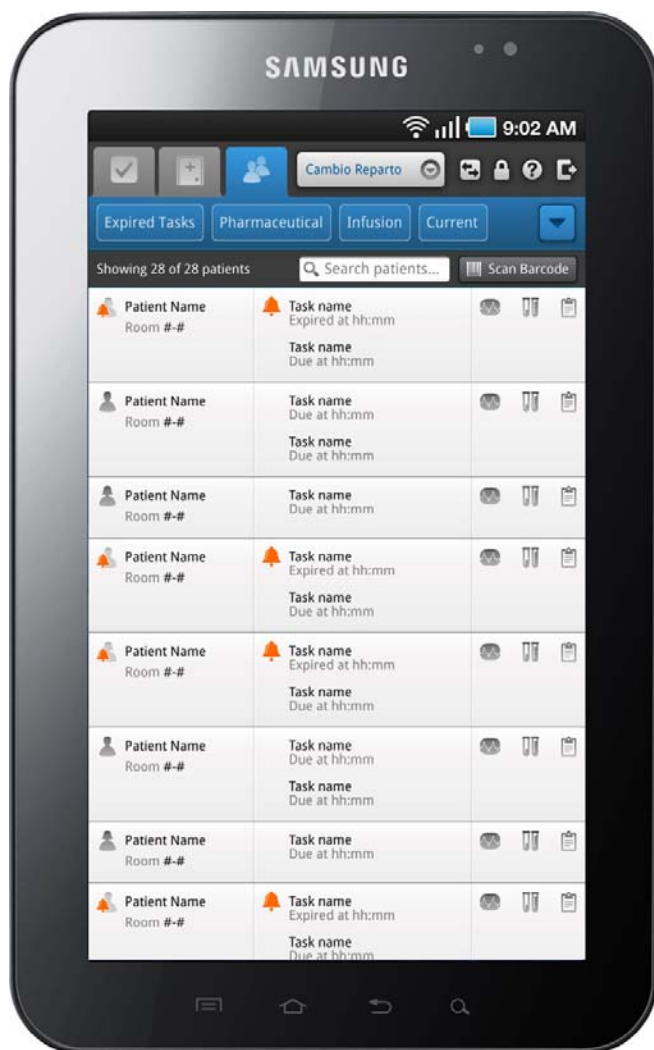 SAMSUNG
9:02 AM
Cambio Reparto
Expired Tasks Pharmaceutical Infusion Current
Showing 28 of 28 patients Search patients... Scan Barcode
Patient Name Task name
Room #-# Expired at hh:mm
Task name
Due at hh:mm
Patient Name Task name
Room #-# Due at hh:mm
Task name
Due at hh:mm
Patient Name Task name
Room #-# Due at hh:mm
Patient Name Task name
Room #-# Expired at hh:mm
Task name
Due at hh:mm
Patient Name Task name
Room #-# Expired at hh:mm
Task name
Due at hh:mm
Patient Name Task name
Room #-# Due at hh:mm
Task name
Due at hh:mm
Patient Name Task name
Room #-# Due at hh:mm
Patient Name Task name
Room #-# Expired at hh:mm
Task name
Due at hh:mm